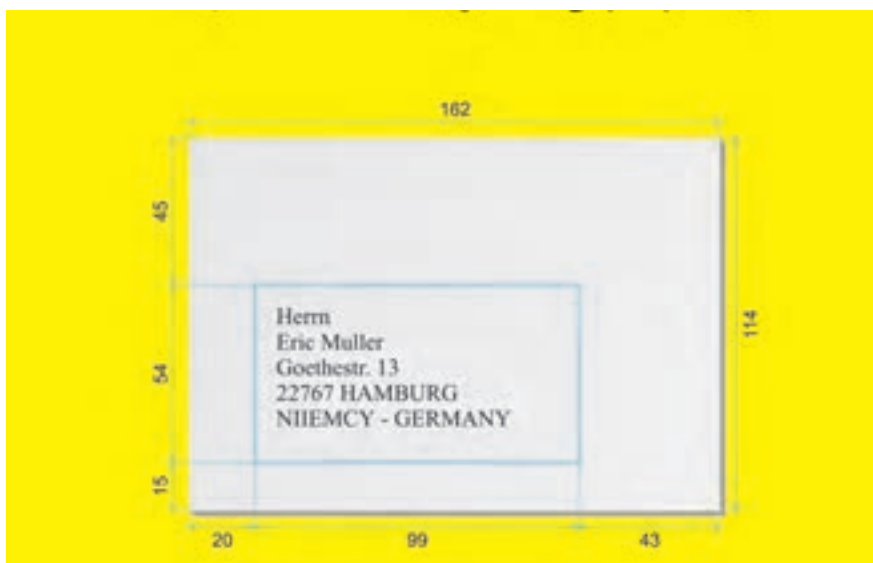 162
45
Herrn
Eric Muller
Goethestr. 13
22767 HAMBURG
NIIEMCY - GERMANY
54
114
15
20 99 43